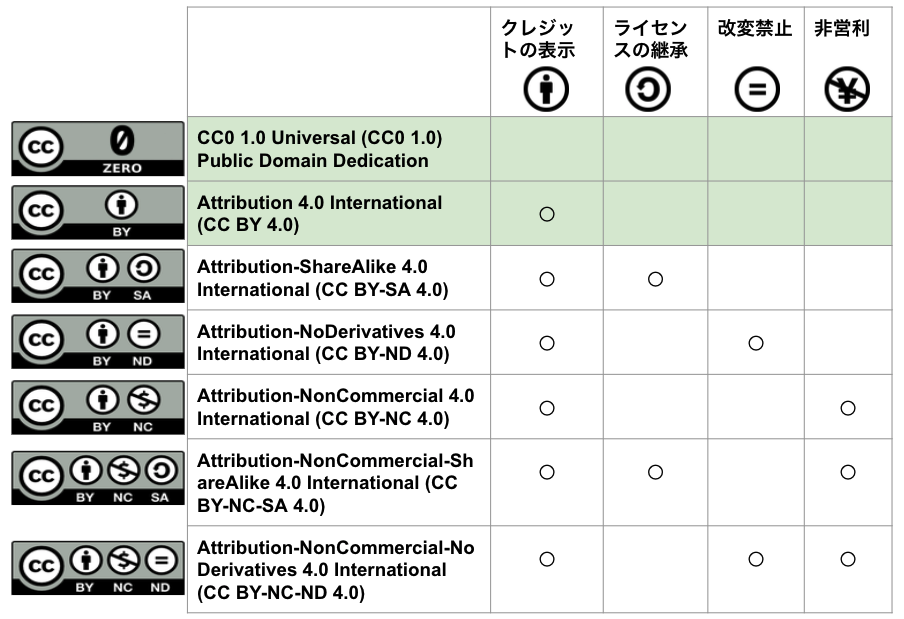 クレジッ
トの表示
ライセン
スの継承
改変禁止
非営利
cc
ZERO
CC0 1.0 Universal (CC0 1.0)
Public Domain Dedication
cc
BY
Attribution 4.0 International
(CC BY 4.0)
○
cc
BY SA
Attribution-ShareAlike 4.0
International (CC BY-SA 4.0)
○ ○
cc
BY ND
Attribution-NoDerivatives 4.0
International (CC BY-ND 4.0)
○ ○
cc
BY NC
Attribution-NonCommercial 4.0
International (CC BY-NC 4.0)
○ ○
cc
BY NC SA
Attribution-NonCommercial-Sh
areAlike 4.0 International (CC
BY-NC-SA 4.0)
○ ○ ○
cc
BY NC ND
Attribution-NonCommercial-No
Derivatives 4.0 International
(CC BY-NC-ND 4.0)
○ ○ ○